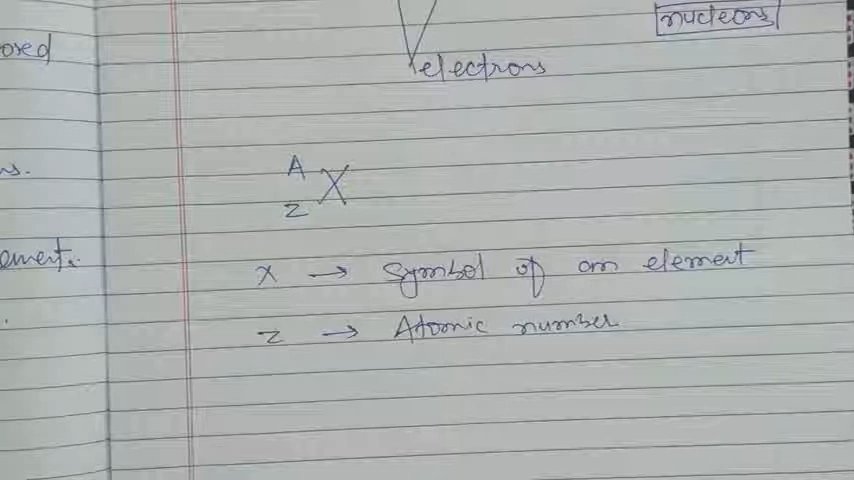 nucleons
electrons
A
X
Z
X → Symbol of an element
Z → Atomic number